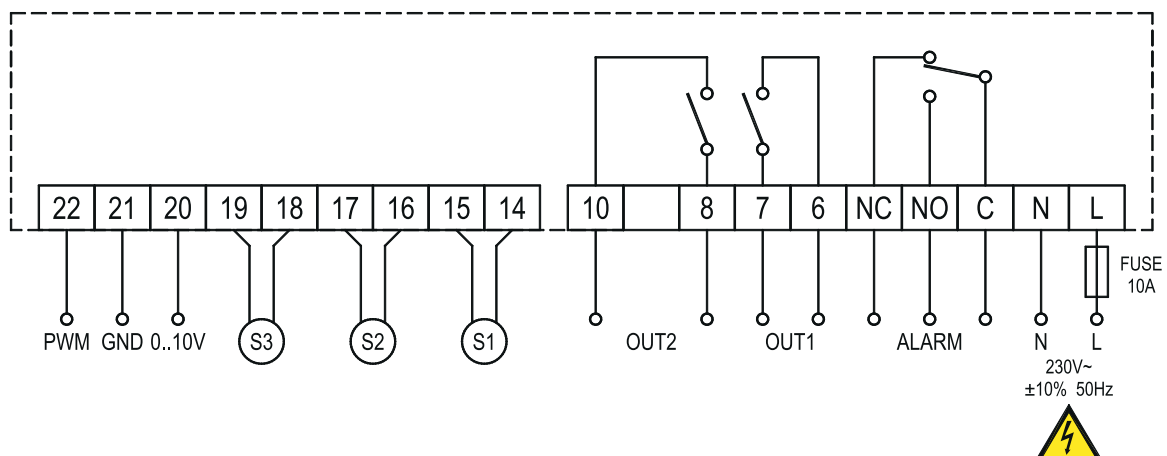 22 21 20 19 18 17 16 15 14 10 8 7 6 NC NO C N L
FUSE
10A
PWM GND 0..10V S3 S2 S1 OUT2 OUT1 ALARM N L
230V~
±10% 50Hz